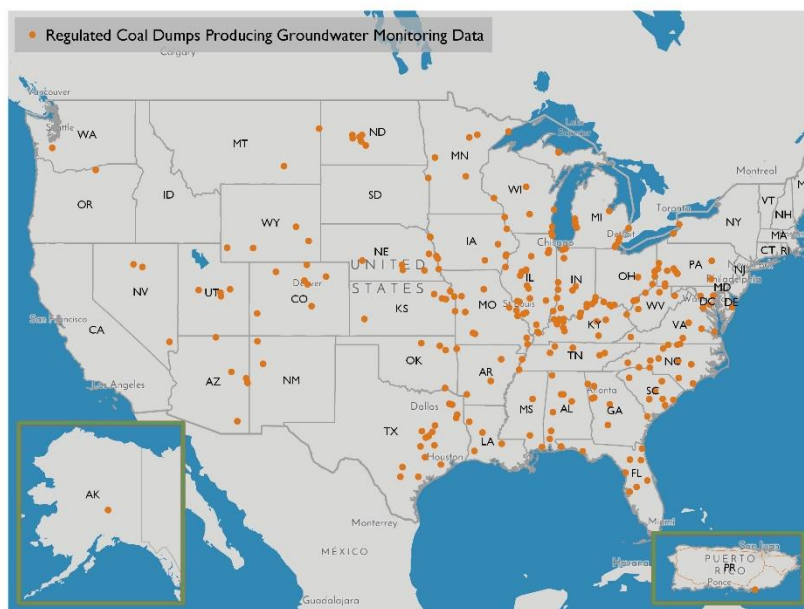 Regulated Coal Dumps Producing Groundwater Monitoring Data
Calgary
Vancouver
Seattle
WA
MT
ND
MN
Lake
Superior
Montreal
OR
ID
SD
WI
MI
Toronto
VT
NH
NY
MA
CT RI
WY
IA
Chicago
Detroit
NE
UNITED
STATES
PA
NJ
Philadelphia
OH
IL
IN
MD
DC DE
NV
UT
Denver
CO
KS
MO
St Louis
WV
VA
KY
San Francisco
CA
OK
AR
TN
NC
Los Angeles
AZ
NM
SC
Atlanta
Dallas
MS
AL
GA
TX
LA
Houston
FL
AK
Monterrey
Miami
MÉXICO
Havana
San Juan
PUERTO
RICO
PR
Ponce
Guadalajara